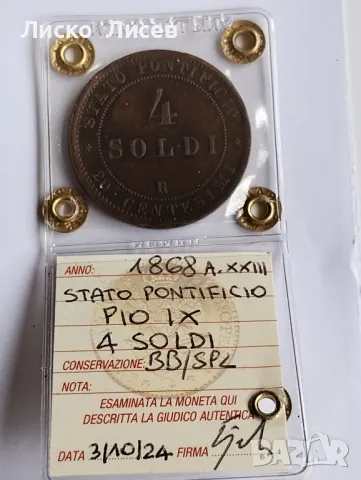 Лиско Лисев
STATO PONTIFICIO
4
SOLDI
R
20 CENTESIMI
ANNO: 1868 A. XXIII
STATO PONTIFICIO
PIO IX
4 SOLDI
CONSERVAZIONE: BB/SPL
NOTA:
ESAMINATA LA MONETA QUI
DESCRITTA LA GIUDICO AUTENTICA
DATA 3/10/24 FIRMA
bazar